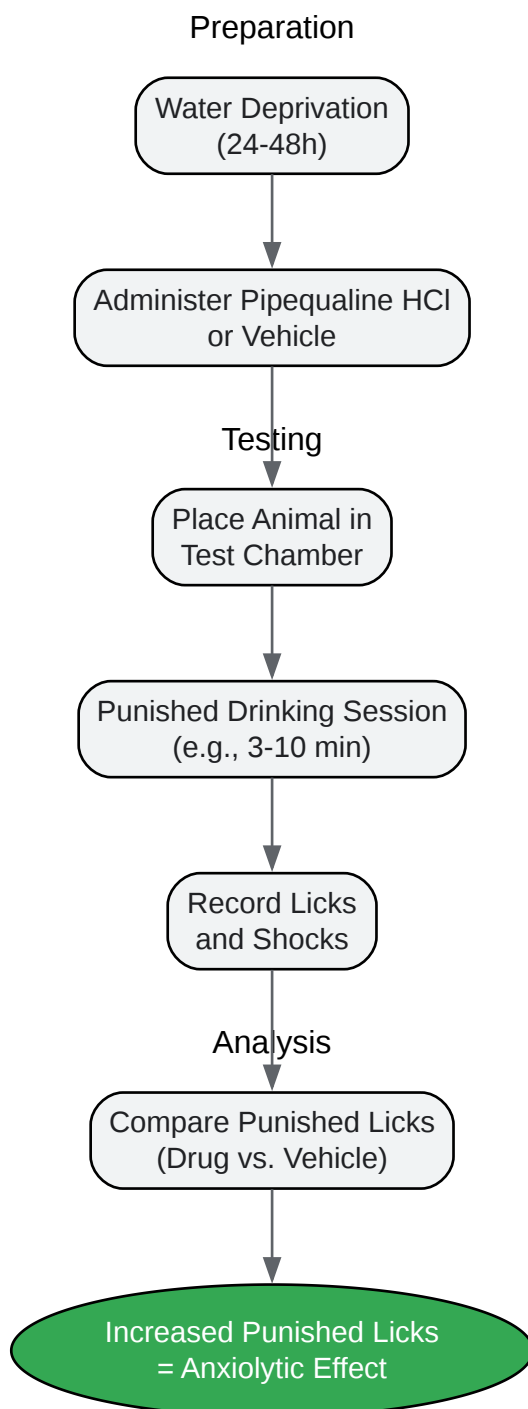 Preparation
Water Deprivation
(24-48h)
Administer Pipequaline HCl
or Vehicle
Testing
Place Animal in
Test Chamber
Punished Drinking Session
(e.g., 3-10 min)
Record Licks
and Shocks
Analysis
Compare Punished Licks
(Drug vs. Vehicle)
Increased Punished Licks
= Anxiolytic Effect